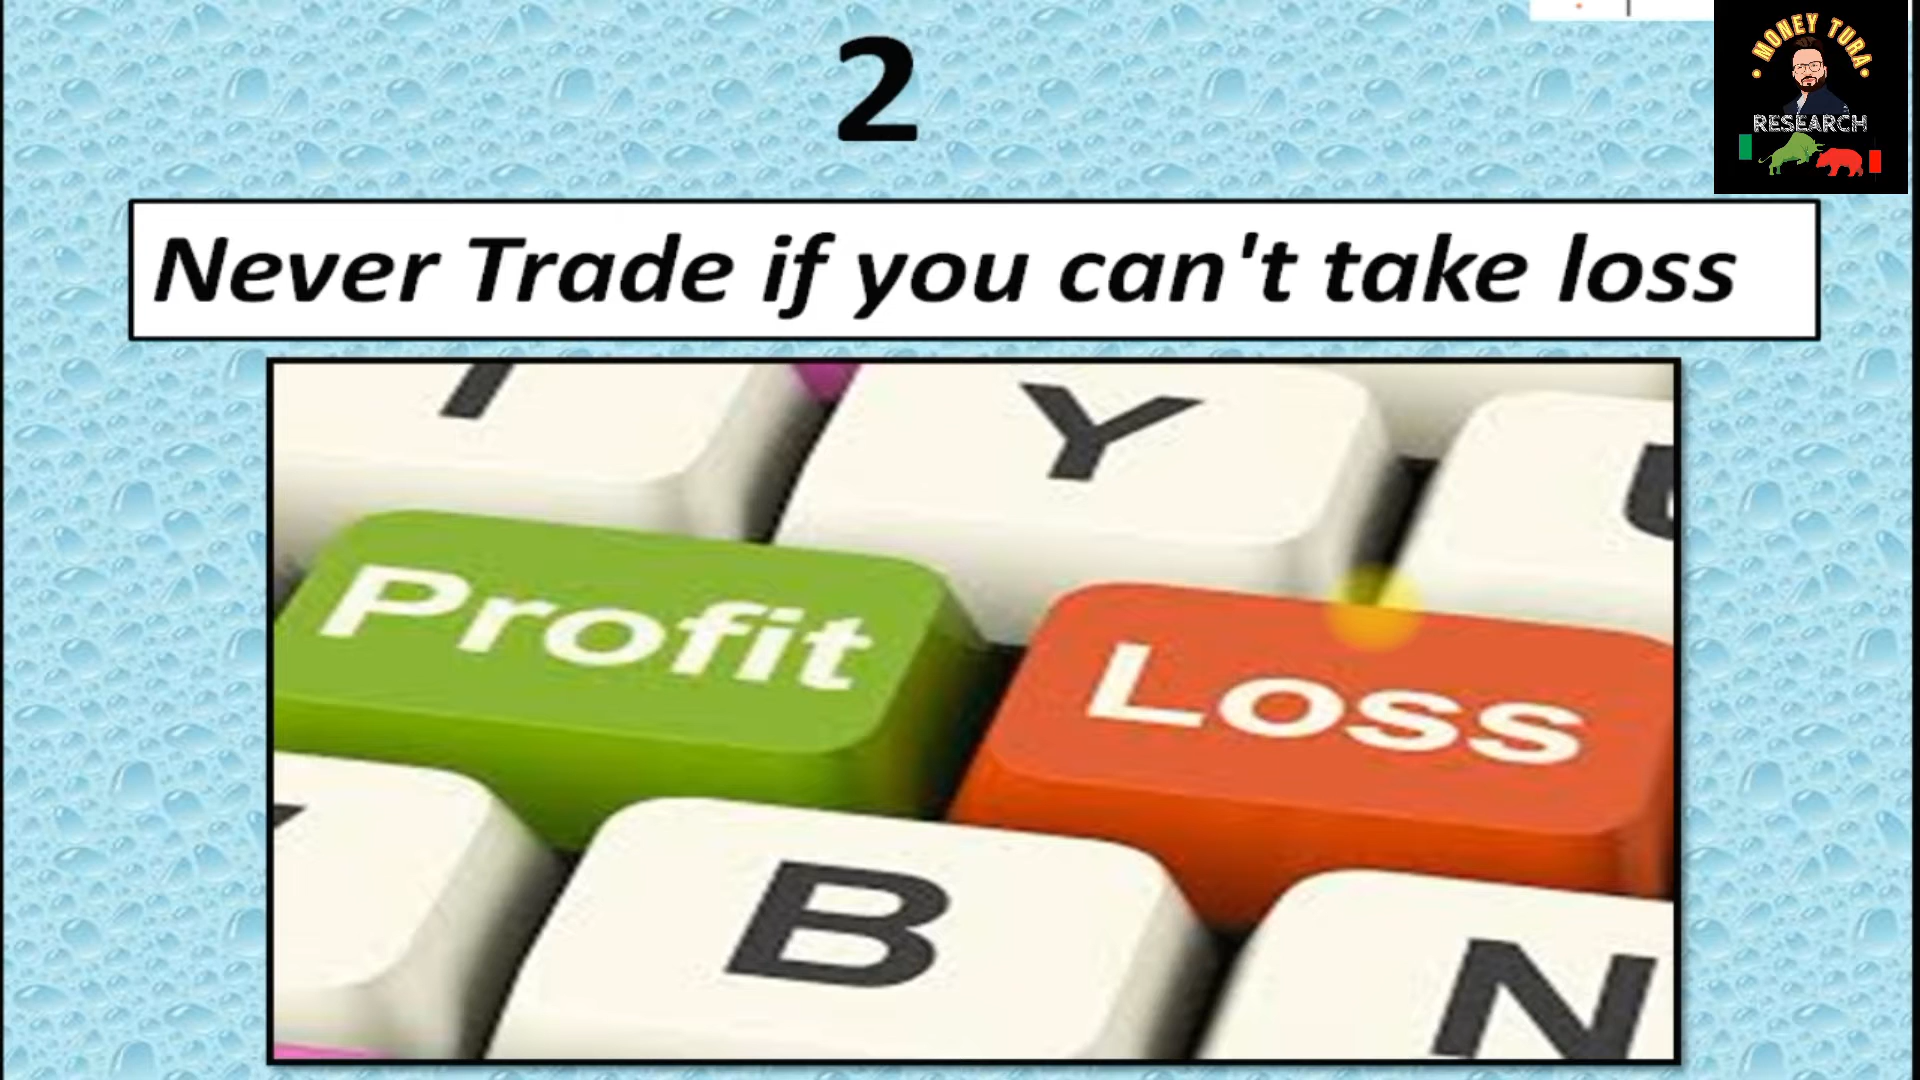 2
MONEY TURA
RESEARCH
Never Trade if you can't take loss
Y
Profit
Loss
B
N